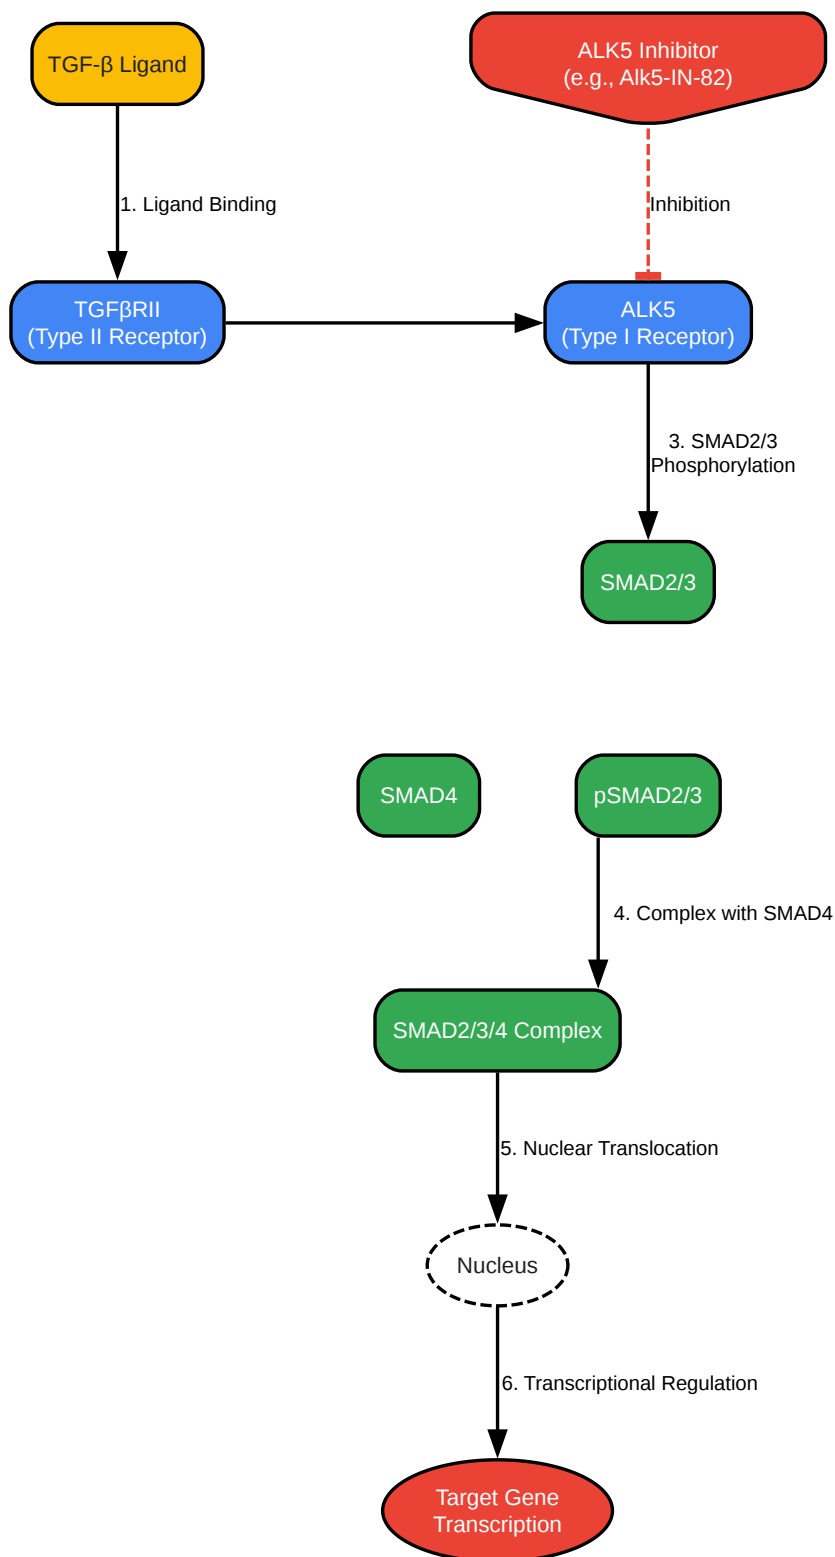 TGF-β Ligand
ALK5 Inhibitor
(e.g., Alk5-IN-82)
1. Ligand Binding
Inhibition
TGFβRII
(Type II Receptor)
ALK5
(Type I Receptor)
3. SMAD2/3
Phosphorylation
SMAD2/3
SMAD4
pSMAD2/3
4. Complex with SMAD4
SMAD2/3/4 Complex
5. Nuclear Translocation
Nucleus
6. Transcriptional Regulation
Target Gene
Transcription